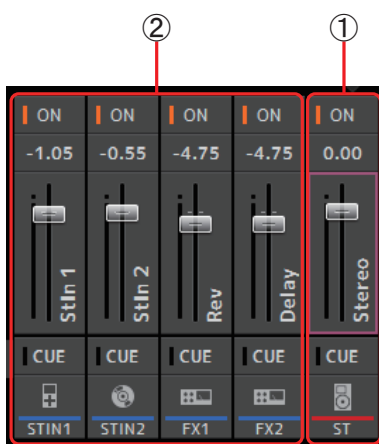 ② ①
ON ON ON ON ON
-1.05 -0.55 -4.75 -4.75 0.00
StIn 1 StIn 2 Rev Delay Stereo
CUE CUE CUE CUE CUE
STIN1 STIN2 FX1 FX2 ST